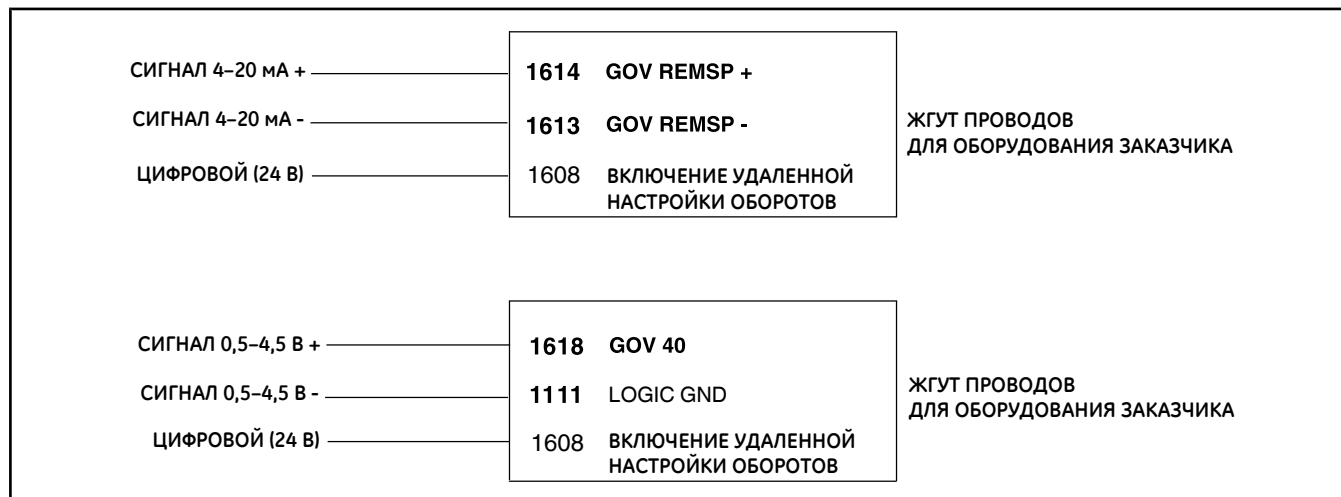 СИГНАЛ 4–20 мА + 1614 GOV REMSP +
СИГНАЛ 4–20 мА - 1613 GOV REMSP -
ЖГУТ ПРОВОДОВ
ДЛЯ ОБОРУДОВАНИЯ ЗАКАЗЧИКА
ЦИФРОВОЙ (24 В) 1608 ВКЛЮЧЕНИЕ УДАЛЕННОЙ
НАСТРОЙКИ ОБОРОТОВ
СИГНАЛ 0,5–4,5 В + 1618 GOV 40
СИГНАЛ 0,5–4,5 В - 1111 LOGIC GND
ЖГУТ ПРОВОДОВ
ДЛЯ ОБОРУДОВАНИЯ ЗАКАЗЧИКА
ЦИФРОВОЙ (24 В) 1608 ВКЛЮЧЕНИЕ УДАЛЕННОЙ
НАСТРОЙКИ ОБОРОТОВ